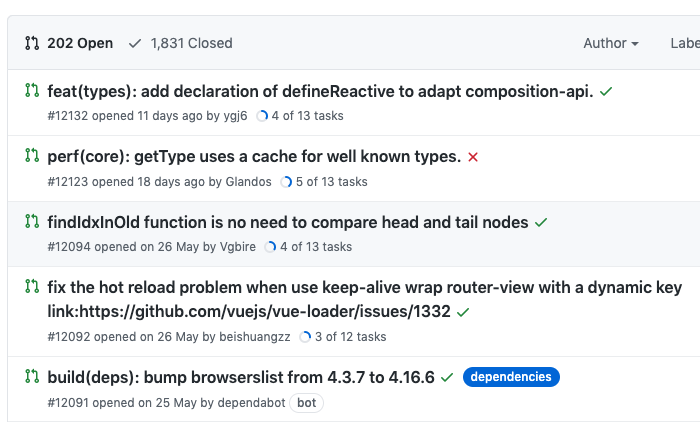 202 Open 1,831 Closed Author Labe
feat(types): add declaration of defineReactive to adapt composition-api.
#12132 opened 11 days ago by ygj6 4 of 13 tasks
perf(core): getType uses a cache for well known types.
#12123 opened 18 days ago by Glandos 5 of 13 tasks
findIdxInOld function is no need to compare head and tail nodes
#12094 opened on 26 May by Vgbire 4 of 13 tasks
fix the hot reload problem when use keep-alive wrap router-view with a dynamic key
link:https://github.com/vuejs/vue-loader/issues/1332
#12092 opened on 26 May by beishuangzz 3 of 12 tasks
build(deps): bump browserslist from 4.3.7 to 4.16.6 dependencies
#12091 opened on 25 May by dependabot bot